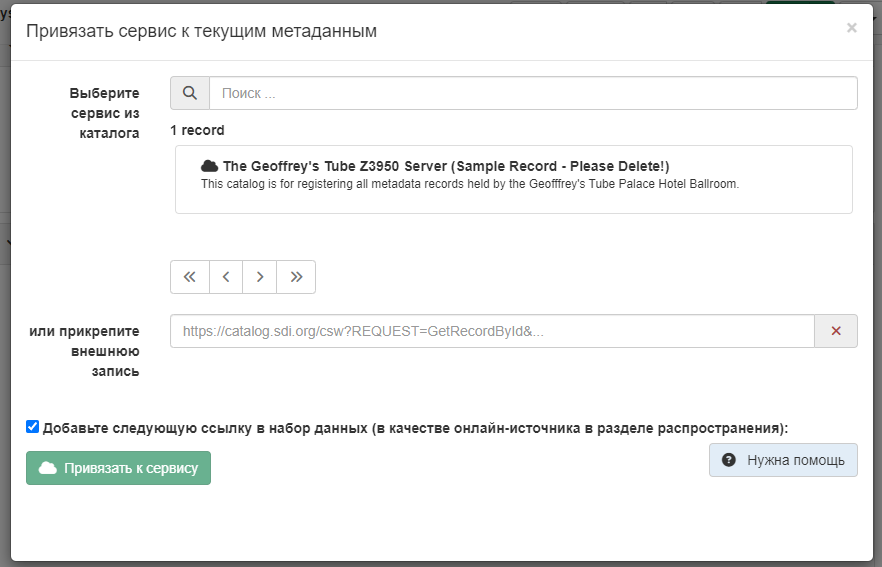 Привязать сервис к текущим метаданным
×
Выберите
сервис из
каталога
Поиск ...
1 record
The Geoffrey's Tube Z3950 Server (Sample Record - Please Delete!)
This catalog is for registering all metadata records held by the Geofffrey's Tube Palace Hotel Ballroom.
или прикрепите
внешнюю
запись
https://catalog.sdi.org/csw?REQUEST=GetRecordById&...
Добавьте следующую ссылку в набор данных (в качестве онлайн-источника в разделе распространения):
Привязать к сервису
Нужна помощь